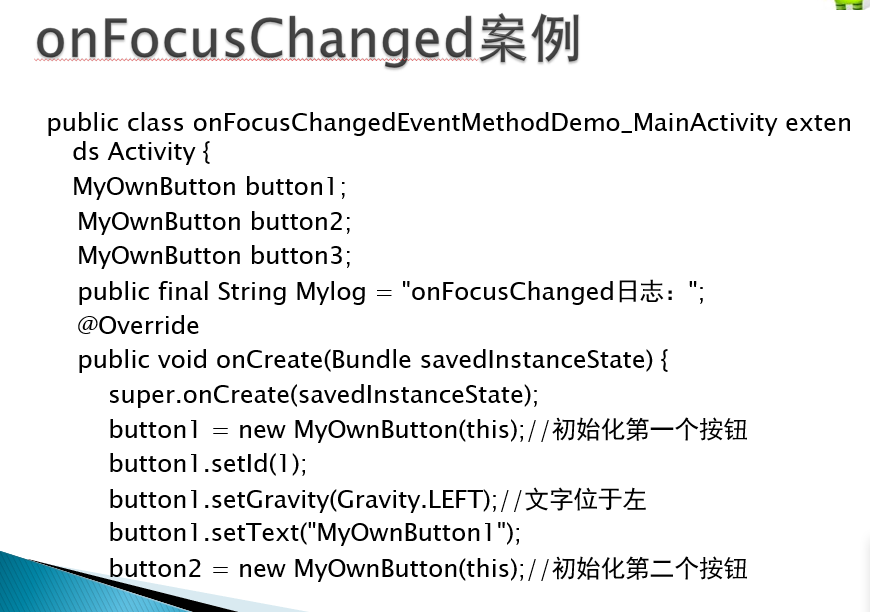 onFocusChanged案例
public class onFocusChangedEventMethodDemo_MainActivity exten
ds Activity {
MyOwnButton button1;
MyOwnButton button2;
MyOwnButton button3;
public final String Mylog = "onFocusChanged日志：";
@Override
public void onCreate(Bundle savedInstanceState) {
super.onCreate(savedInstanceState);
button1 = new MyOwnButton(this);//初始化第一个按钮
button1.setId(1);
button1.setGravity(Gravity.LEFT);//文字位于左
button1.setText("MyOwnButton1");
button2 = new MyOwnButton(this);//初始化第二个按钮